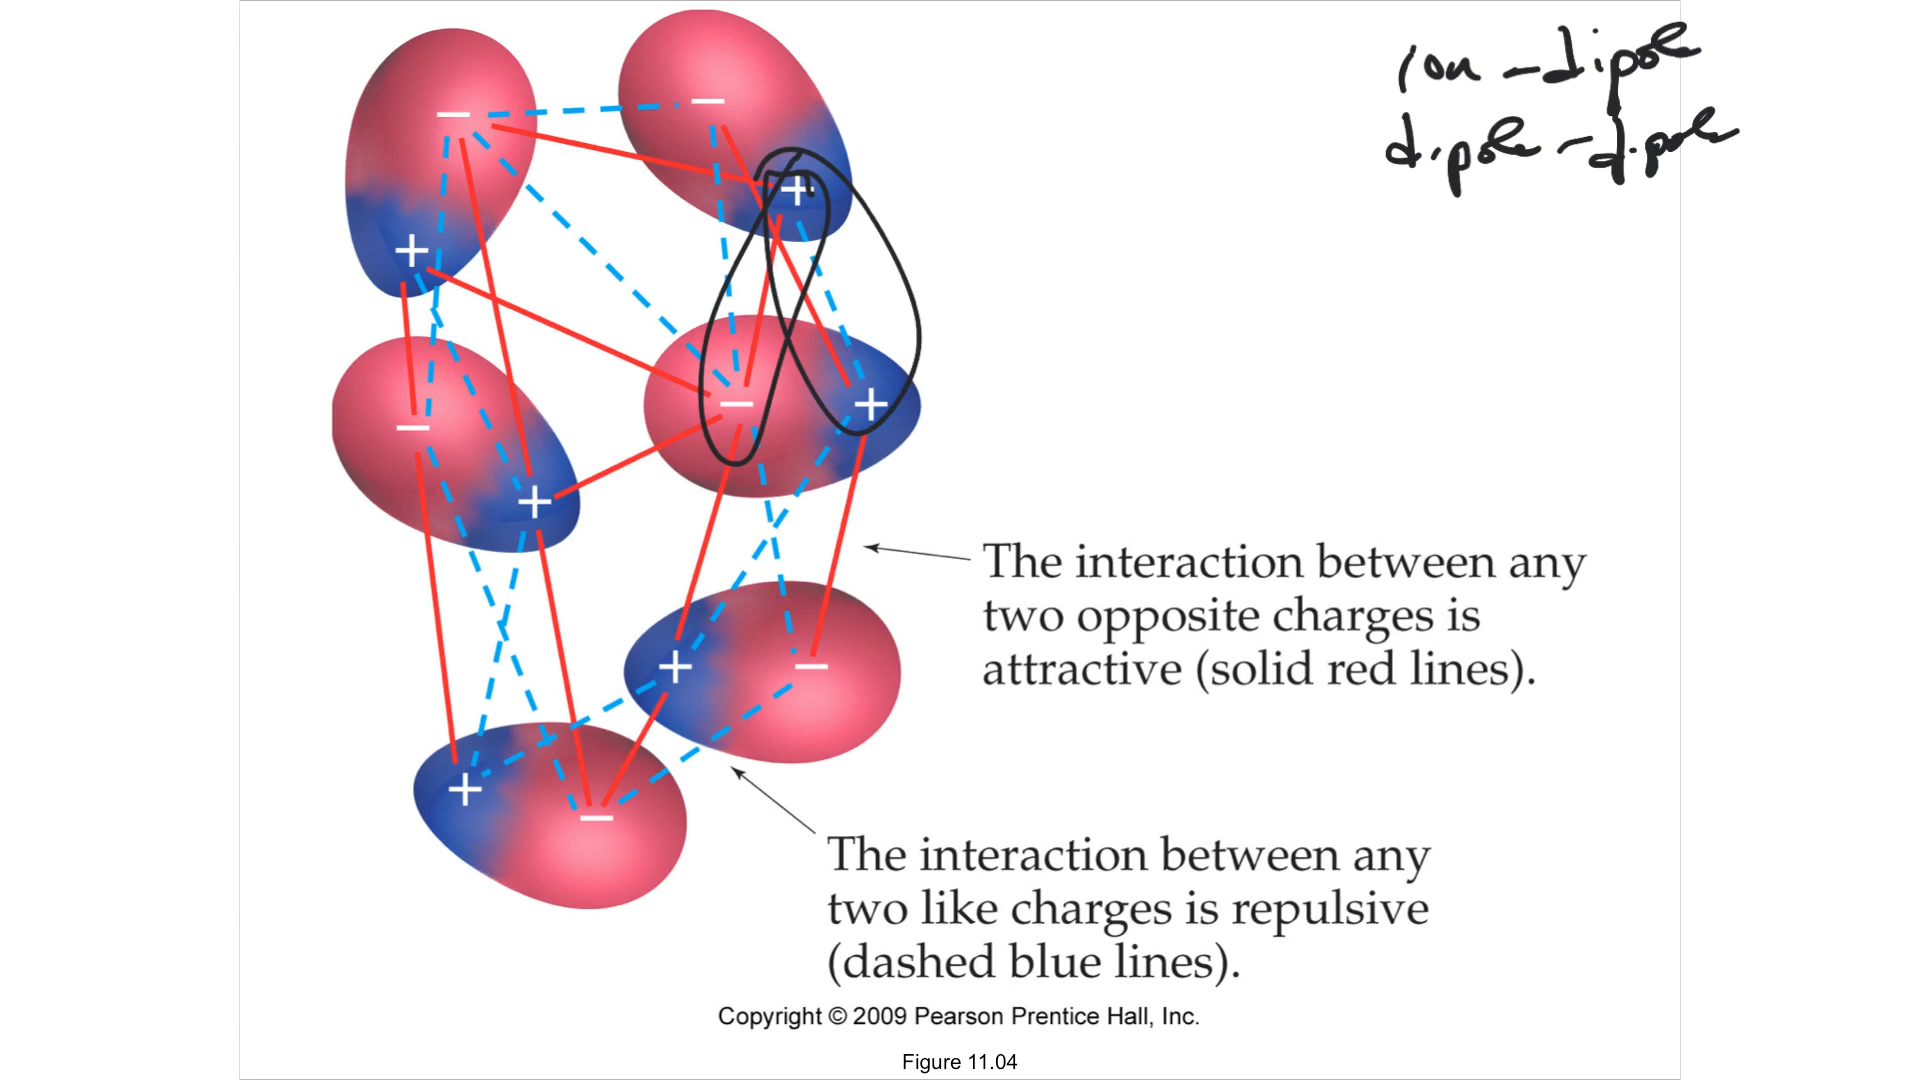 ion - dipole
dipole - dipole
The interaction between any
two opposite charges is
attractive (solid red lines).
The interaction between any
two like charges is repulsive
(dashed blue lines).
Copyright © 2009 Pearson Prentice Hall, Inc.
Figure 11.04